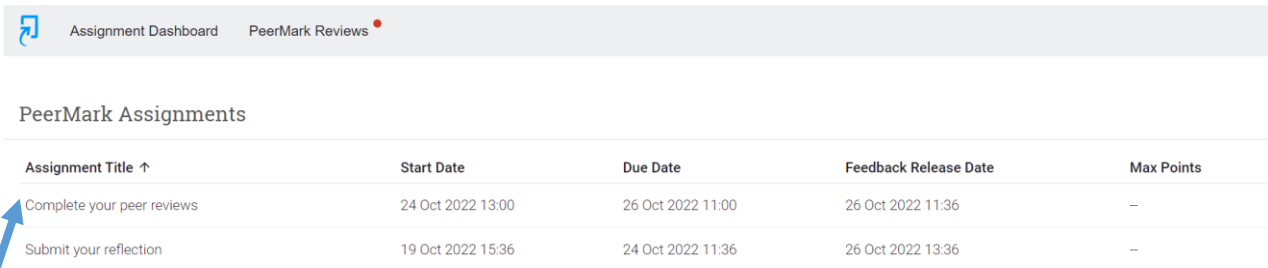 Assignment Dashboard PeerMark Reviews
PeerMark Assignments
Assignment Title ↑ Start Date Due Date Feedback Release Date Max Points
Complete your peer reviews 24 Oct 2022 13:00 26 Oct 2022 11:00 26 Oct 2022 11:36 --
Submit your reflection 19 Oct 2022 15:36 24 Oct 2022 11:36 26 Oct 2022 13:36 --